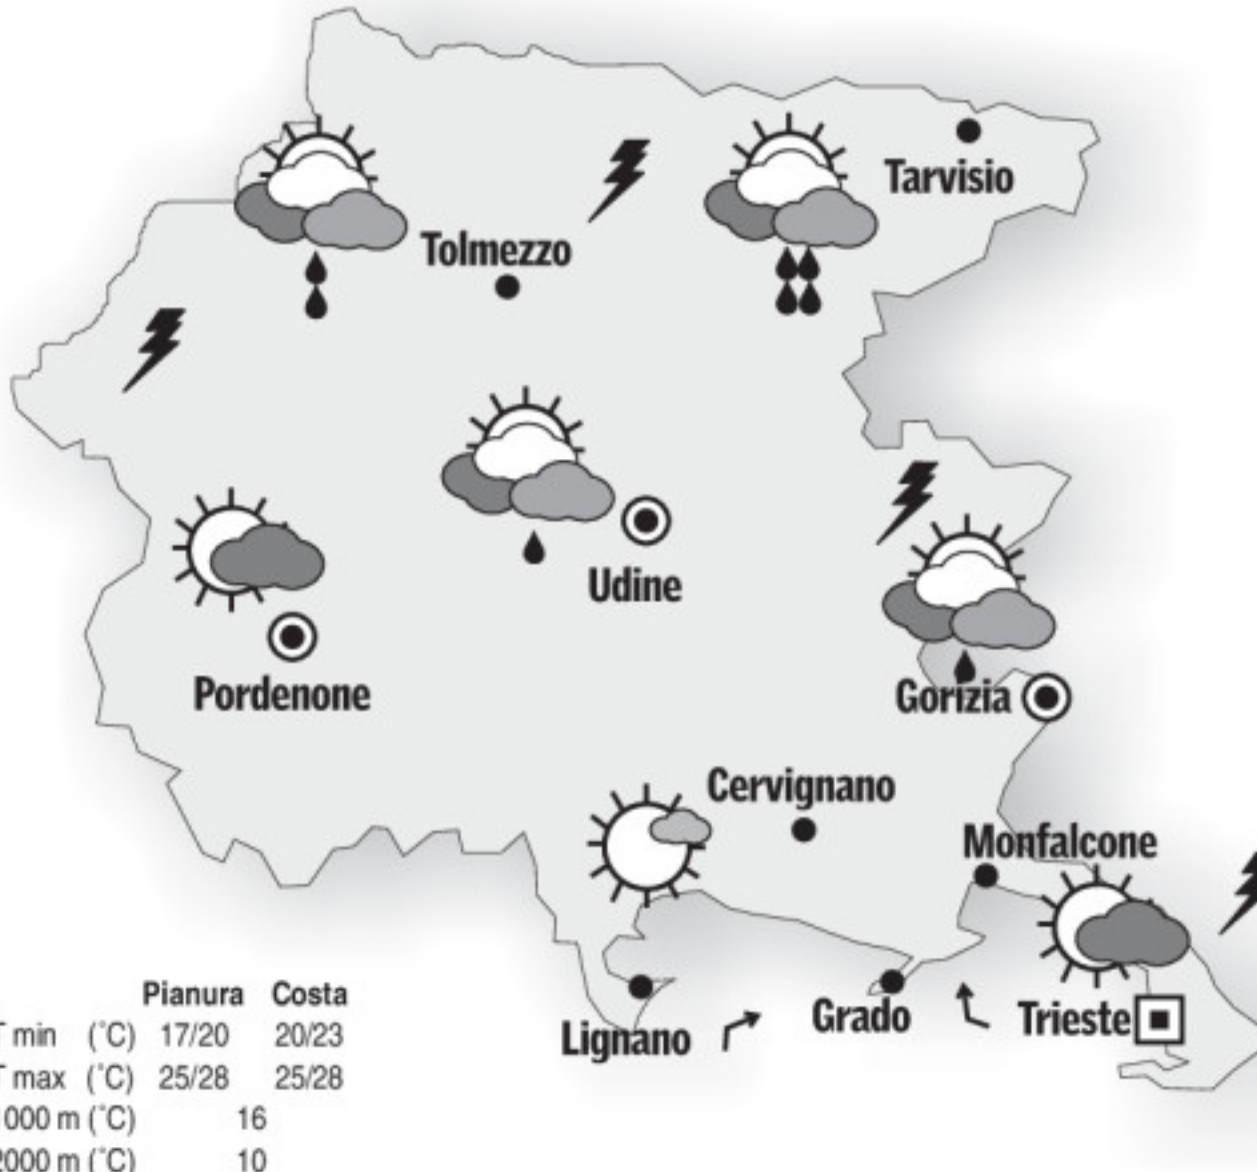 Tarvisio
Tolmezzo
Udine
Pordenone
Gorizia
Cervignano
Monfalcone
Lignano
Grado
Trieste
Pianura Costa
T min (°C) 17/20 20/23
T max (°C) 25/28 25/28
000 m (°C) 16
2000 m (°C) 10